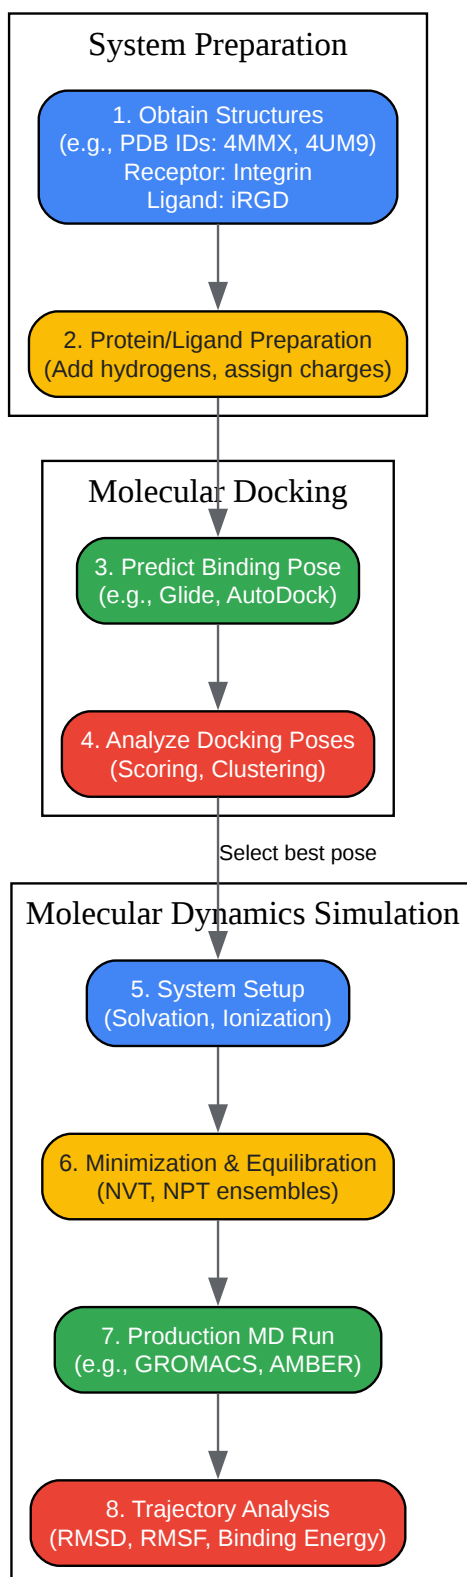 System Preparation
1. Obtain Structures
(e.g., PDB IDs: 4MMX, 4UM9)
Receptor: Integrin
Ligand: iRGD
2. Protein/Ligand Preparation
(Add hydrogens, assign charges)
Molecular Docking
3. Predict Binding Pose
(e.g., Glide, AutoDock)
4. Analyze Docking Poses
(Scoring, Clustering)
Select best pose
Molecular Dynamics Simulation
5. System Setup
(Solvation, Ionization)
6. Minimization & Equilibration
(NVT, NPT ensembles)
7. Production MD Run
(e.g., GROMACS, AMBER)
8. Trajectory Analysis
(RMSD, RMSF, Binding Energy)